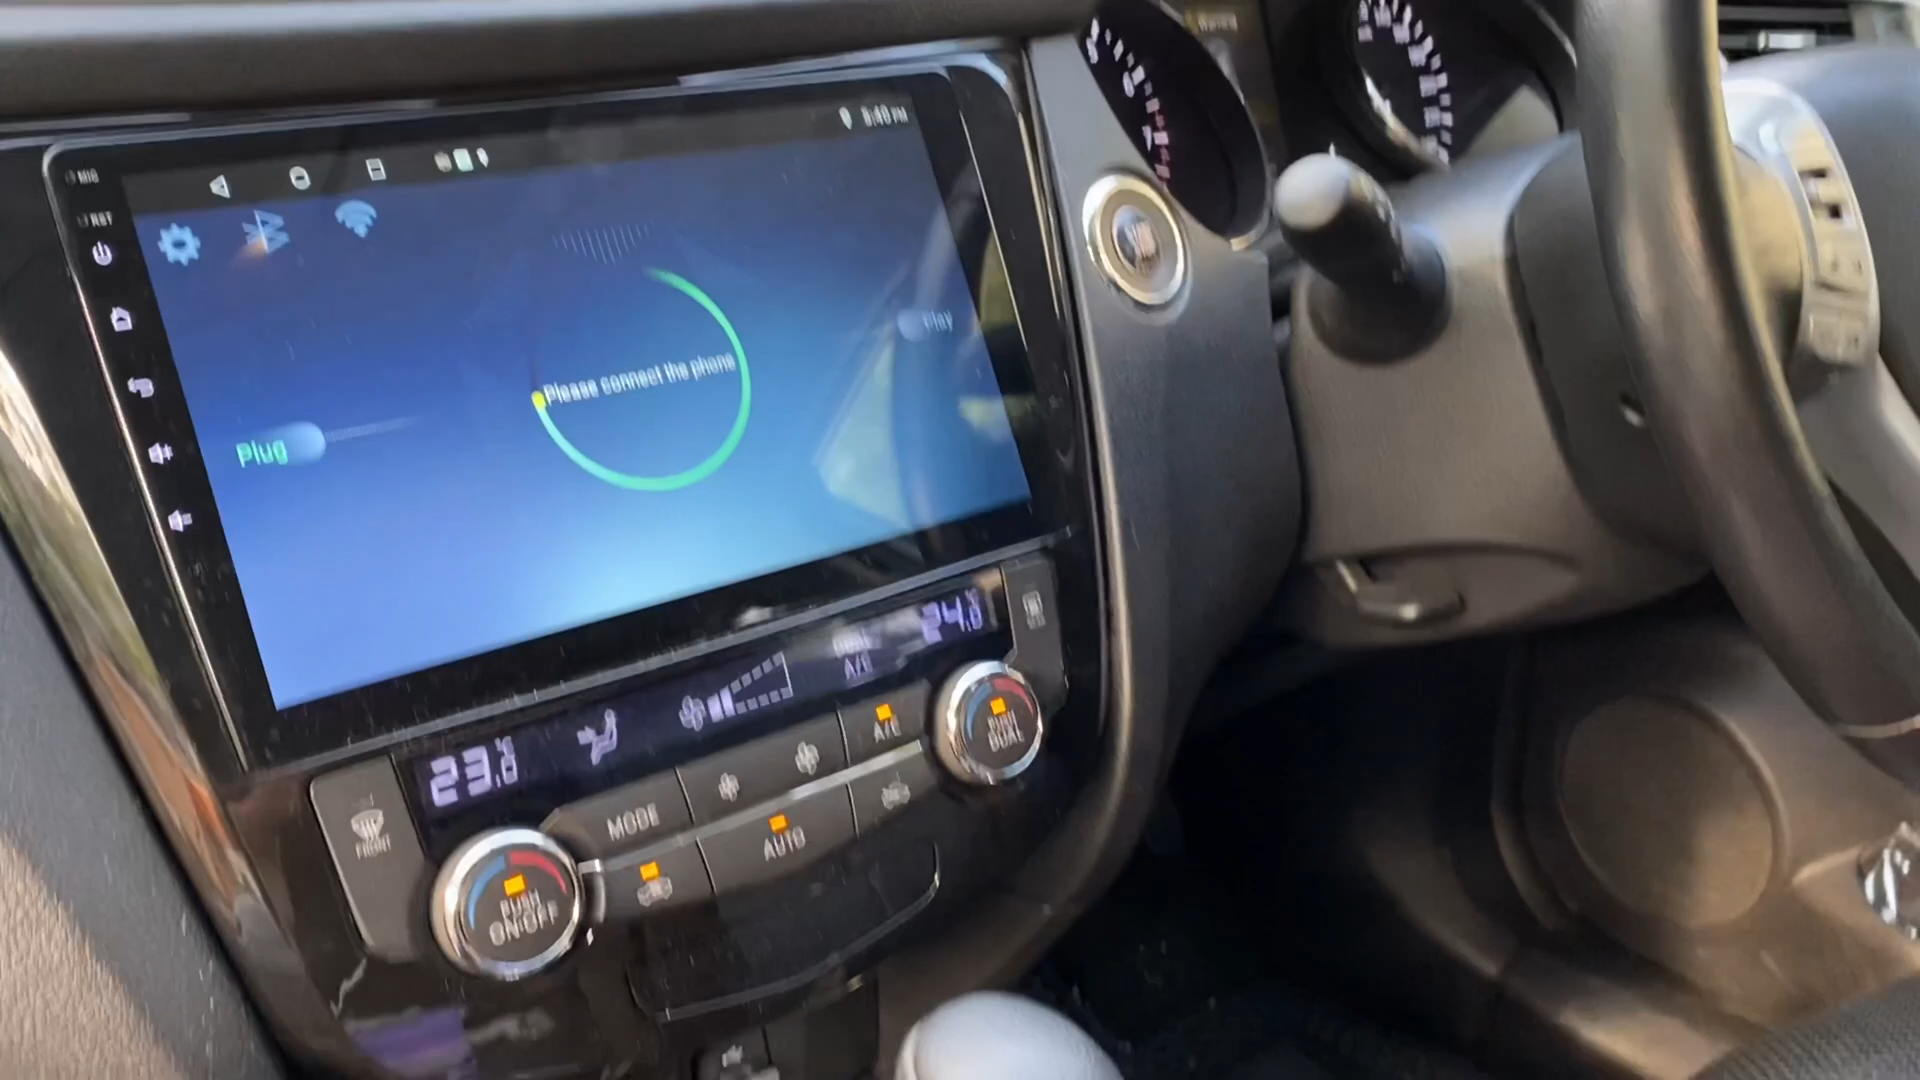 MIC
RST
Please connect the phone
Play
Plug
23.0
24.0
MODE
A/C
AUTO
FRONT
PUSH
ON·OFF
PUSH
DUAL